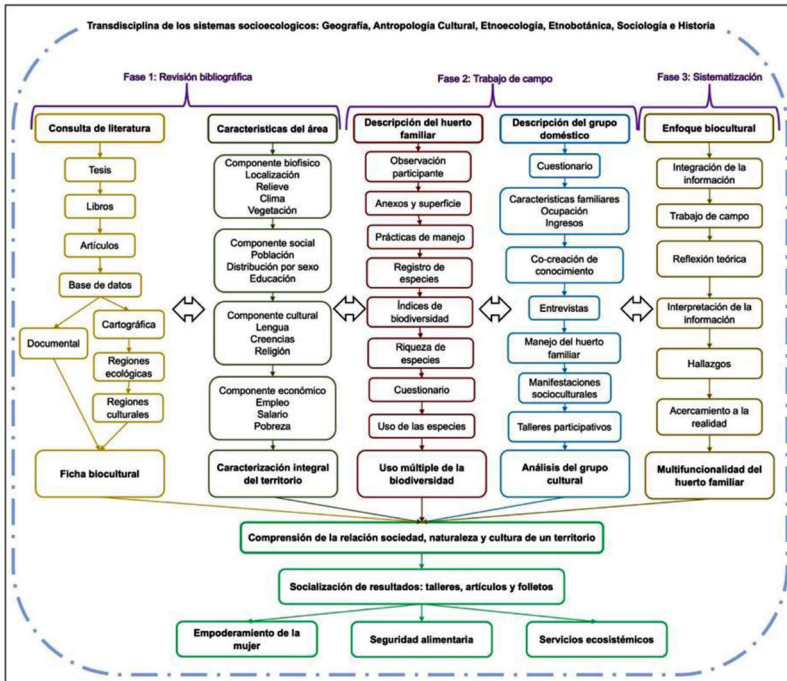 Transdisciplina de los sistemas socioecologicos: Geografía, Antropología Cultural, Etnoecología, Etnobotánica, Sociología e Historia
Fase 1: Revisión bibliográfica
Fase 2: Trabajo de campo
Fase 3: Sistematización
Consulta de literatura
Tesis
Libros
Artículos
Base de datos
Documental
Cartográfica
Regiones
ecológicas
Regiones
culturales
Ficha biocultural
Características del área
Componente biofísico
Localización
Relieve
Clima
Vegetación
Componente social
Población
Distribución por sexo
Educación
Componente cultural
Lengua
Creencias
Religión
Componente económico
Empleo
Salario
Pobreza
Caracterización integral
del territorio
Descripción del huerto
familiar
Observación
participante
Anexos y superficie
Prácticas de manejo
Registro de
especies
Índices de
biodiversidad
Riqueza de
especies
Cuestionario
Uso de las especies
Uso múltiple de la
biodiversidad
Descripción del grupo
doméstico
Cuestionario
Caracteristicas familiares
Ocupación
Ingresos
Co-creación de
conocimiento
Entrevistas
Manejo del huerto
familiar
Manifestaciones
socioculturales
Talleres participativos
Análisis del grupo
cultural
Enfoque biocultural
Integración de la
información
Trabajo de campo
Reflexión teórica
Interpretación de la
información
Hallazgos
Acercamiento a la
realidad
Multifuncionalidad del
huerto familiar
Comprensión de la relación sociedad, naturaleza y cultura de un territorio
Socialización de resultados: talleres, artículos y folletos
Empoderamiento de la
mujer
Seguridad alimentaria
Servicios ecosistémicos